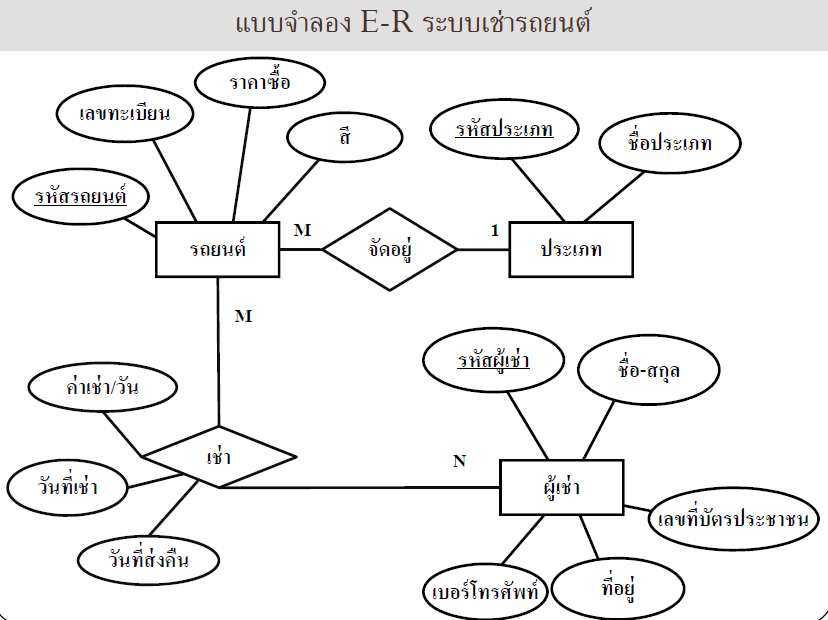 แบบจำลอง E-R ระบบเช่ารถยนต์
ราคาซื้อ
เลขทะเบียน
สี
รหัสประเภท
ชื่อประเภท
รหัสรถยนต์
รถยนต์
M
จัดอยู่
1
ประเภท
M
รหัสผู้เช่า
ชื่อ-สกุล
ค่าเช่า/วัน
เช่า
N
วันที่เช่า
ผู้เช่า
เลขที่บัตรประชาชน
วันที่ส่งคืน
เบอร์โทรศัพท์
ที่อยู่